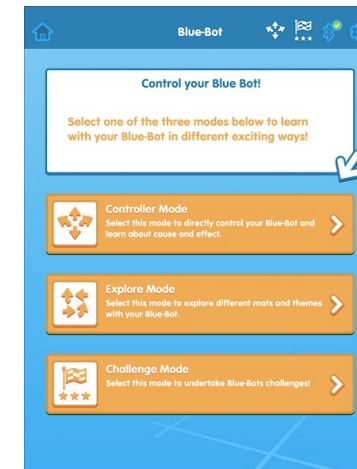 Blue-Bot
Control your Blue Bot!
Select one of the three modes below to learn
with your Blue-Bot in different exciting ways!
Controller Mode
Select this mode to directly control your Blue-Bot and
learn about cause and effect.
Explore Mode
Select this mode to explore different mats and themes
with your Blue-Bot.
Challenge Mode
Select this mode to undertake Blue-Bots challenges!